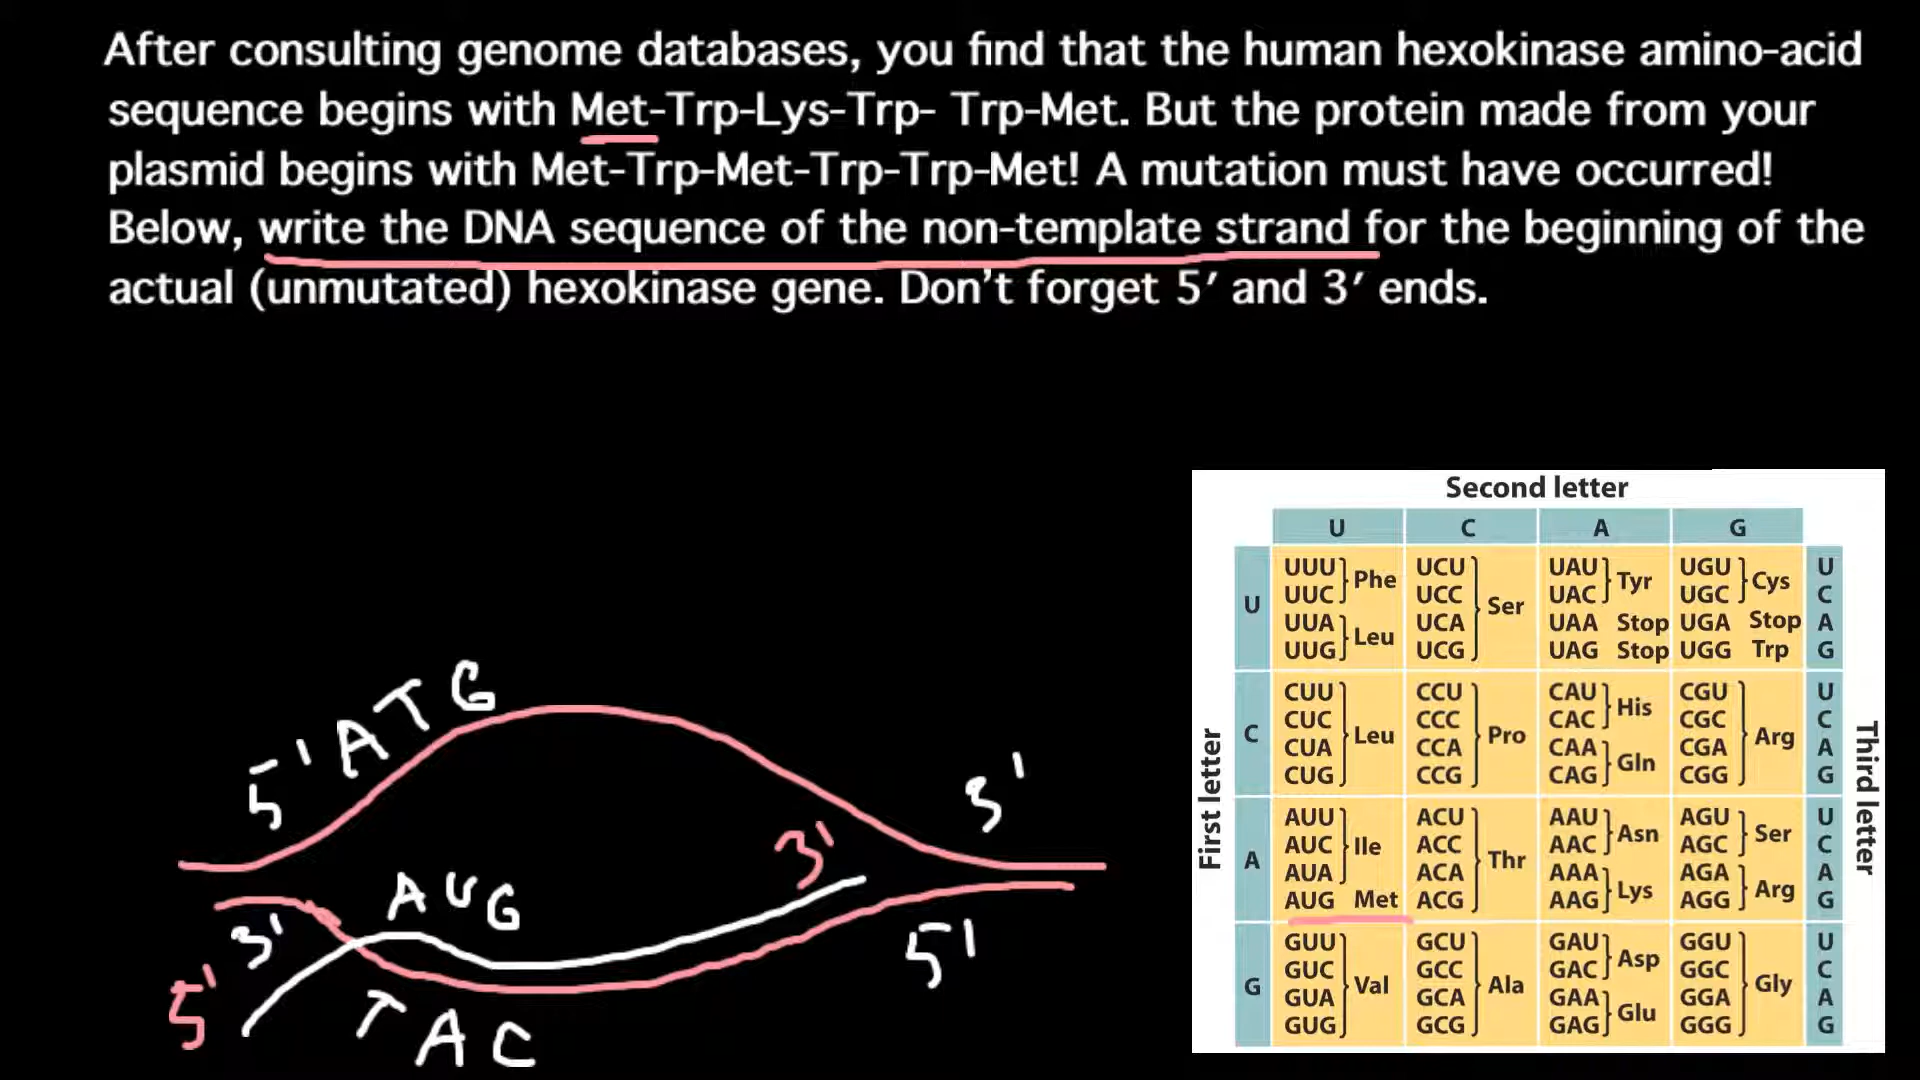 After consulting genome databases, you find that the human hexokinase amino-acid
sequence begins with Met-Trp-Lys-Trp- Trp-Met. But the protein made from your
plasmid begins with Met-Trp-Met-Trp-Trp-Met! A mutation must have occurred!
Below, write the DNA sequence of the non-template strand for the beginning of the
actual (unmutated) hexokinase gene. Don't forget 5′ and 3′ ends.
5' ATG
3'
3'
AUG
3'
5'
5'
TAC
Second letter
U C A G
First letter
Third letter
U
UUU UUC Phe
UUA UUG Leu
UCU UCC UCA UCG Ser
UAU UAC Tyr
UAA Stop
UAG Stop
UGU UGC Cys
UGA Stop
UGG Trp
U C A G
C
CUU CUC CUA CUG Leu
CCU CCC CCA CCG Pro
CAU CAC His
CAA CAG Gln
CGU CGC CGA CGG Arg
U C A G
A
AUU AUC AUA Ile
AUG Met
ACU ACC ACA ACG Thr
AAU AAC Asn
AAA AAG Lys
AGU AGC Ser
AGA AGG Arg
U C A G
G
GUU GUC GUA GUG Val
GCU GCC GCA GCG Ala
GAU GAC Asp
GAA GAG Glu
GGU GGC GGA GGG Gly
U C A G